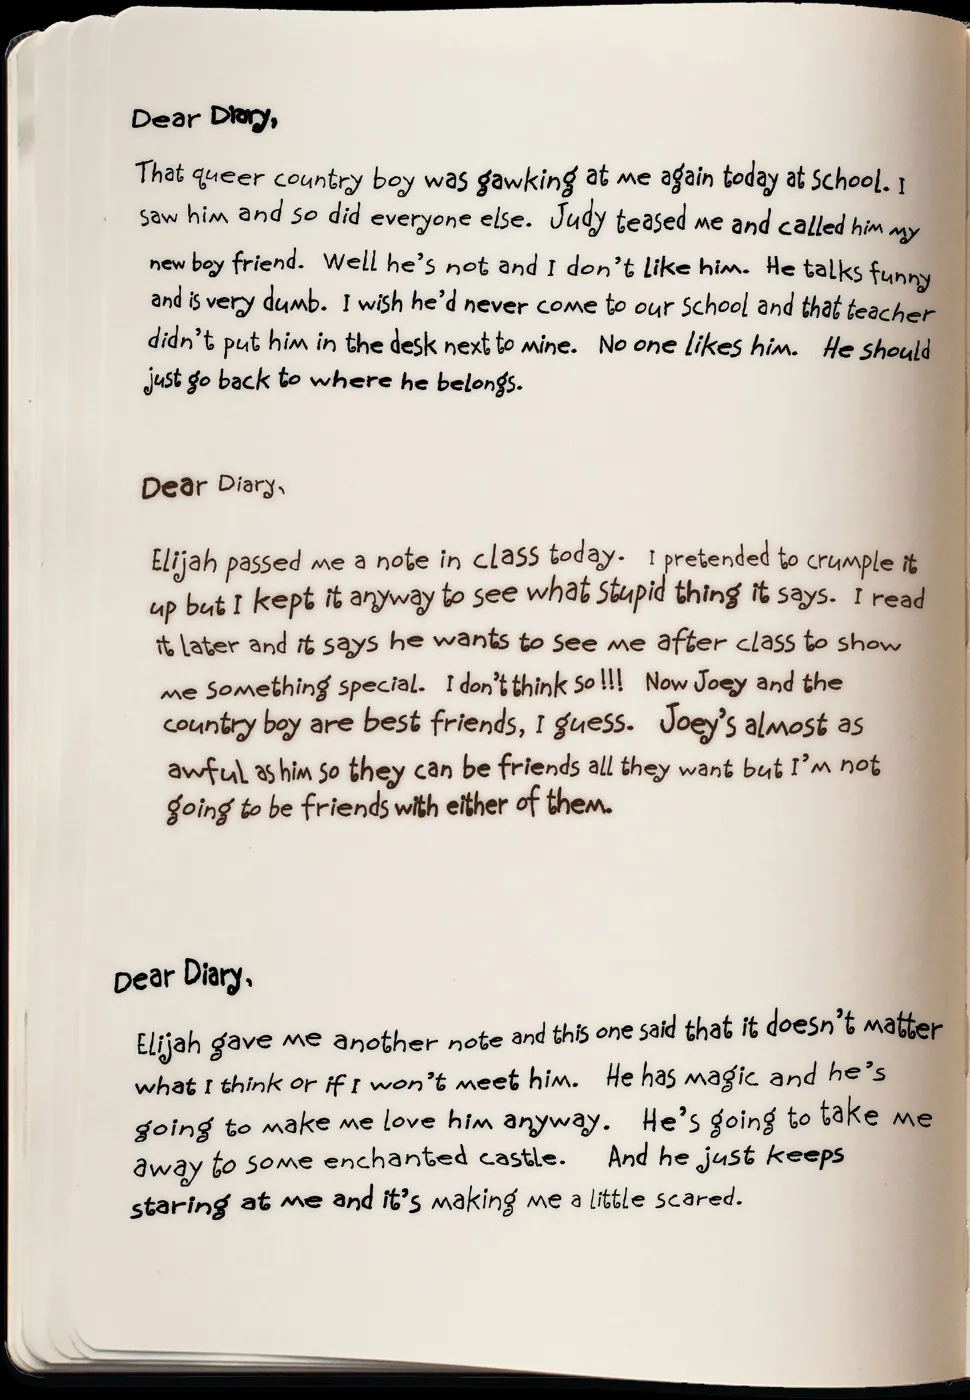 Dear Diary,
That queer country boy was gawking at me again today at School. I
saw him and so did everyone else. Judy teased me and called him my
new boy friend. Well he's not and I don't like him. He talks funny
and is very dumb. I wish he'd never come to our school and that teacher
didn't put him in the desk next to mine. No one likes him. He should
just go back to where he belongs.
Dear Diary,
Elijah passed me a note in class today. I pretended to crumple it
up but I kept it anyway to see what stupid thing it says. I read
it later and it says he wants to see me after class to show
me something special. I don't think so!!! Now Joey and the
country boy are best friends, I guess. Joey's almost as
awful as him so they can be friends all they want but I'm not
going to be friends with either of them.
Dear Diary,
Elijah gave me another note and this one said that it doesn't matter
what I think or if I won't meet him. He has magic and he's
going to make me love him anyway. He's going to take me
away to some enchanted castle. And he just keeps
staring at me and it's making me a little scared.